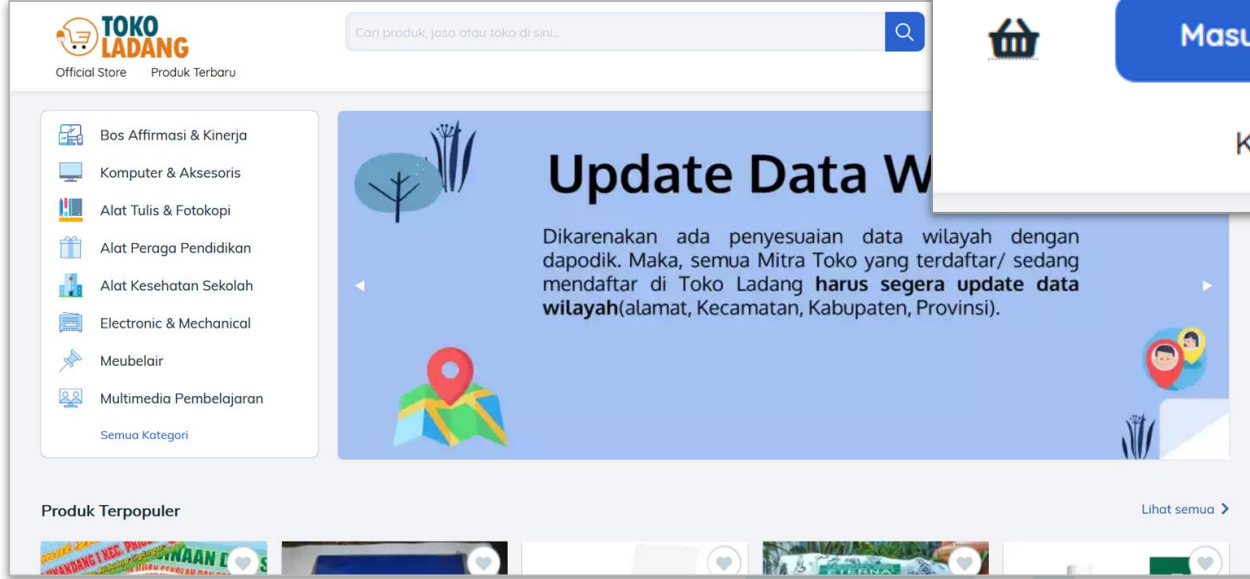 TOKO
LADANG
Official Store Produk Terbaru
Cari produk, jasa atau toko di sini...
Bos Affirmasi & Kinerja
Komputer & Aksesoris
Alat Tulis & Fotokopi
Alat Peraga Pendidikan
Alat Kesehatan Sekolah
Electronic & Mechanical
Meubelair
Multimedia Pembelajaran
Semua Kategori
Update Data
Dikarenakan ada penyesuaian data wilayah dengan
dapodik. Maka, semua Mitra Toko yang terdaftar/ sedang
mendaftar di Toko Ladang harus segera update data
wilayah(alamat, Kecamatan, Kabupaten, Provinsi).
Produk Terpopuler
Lihat semua
ETERNA